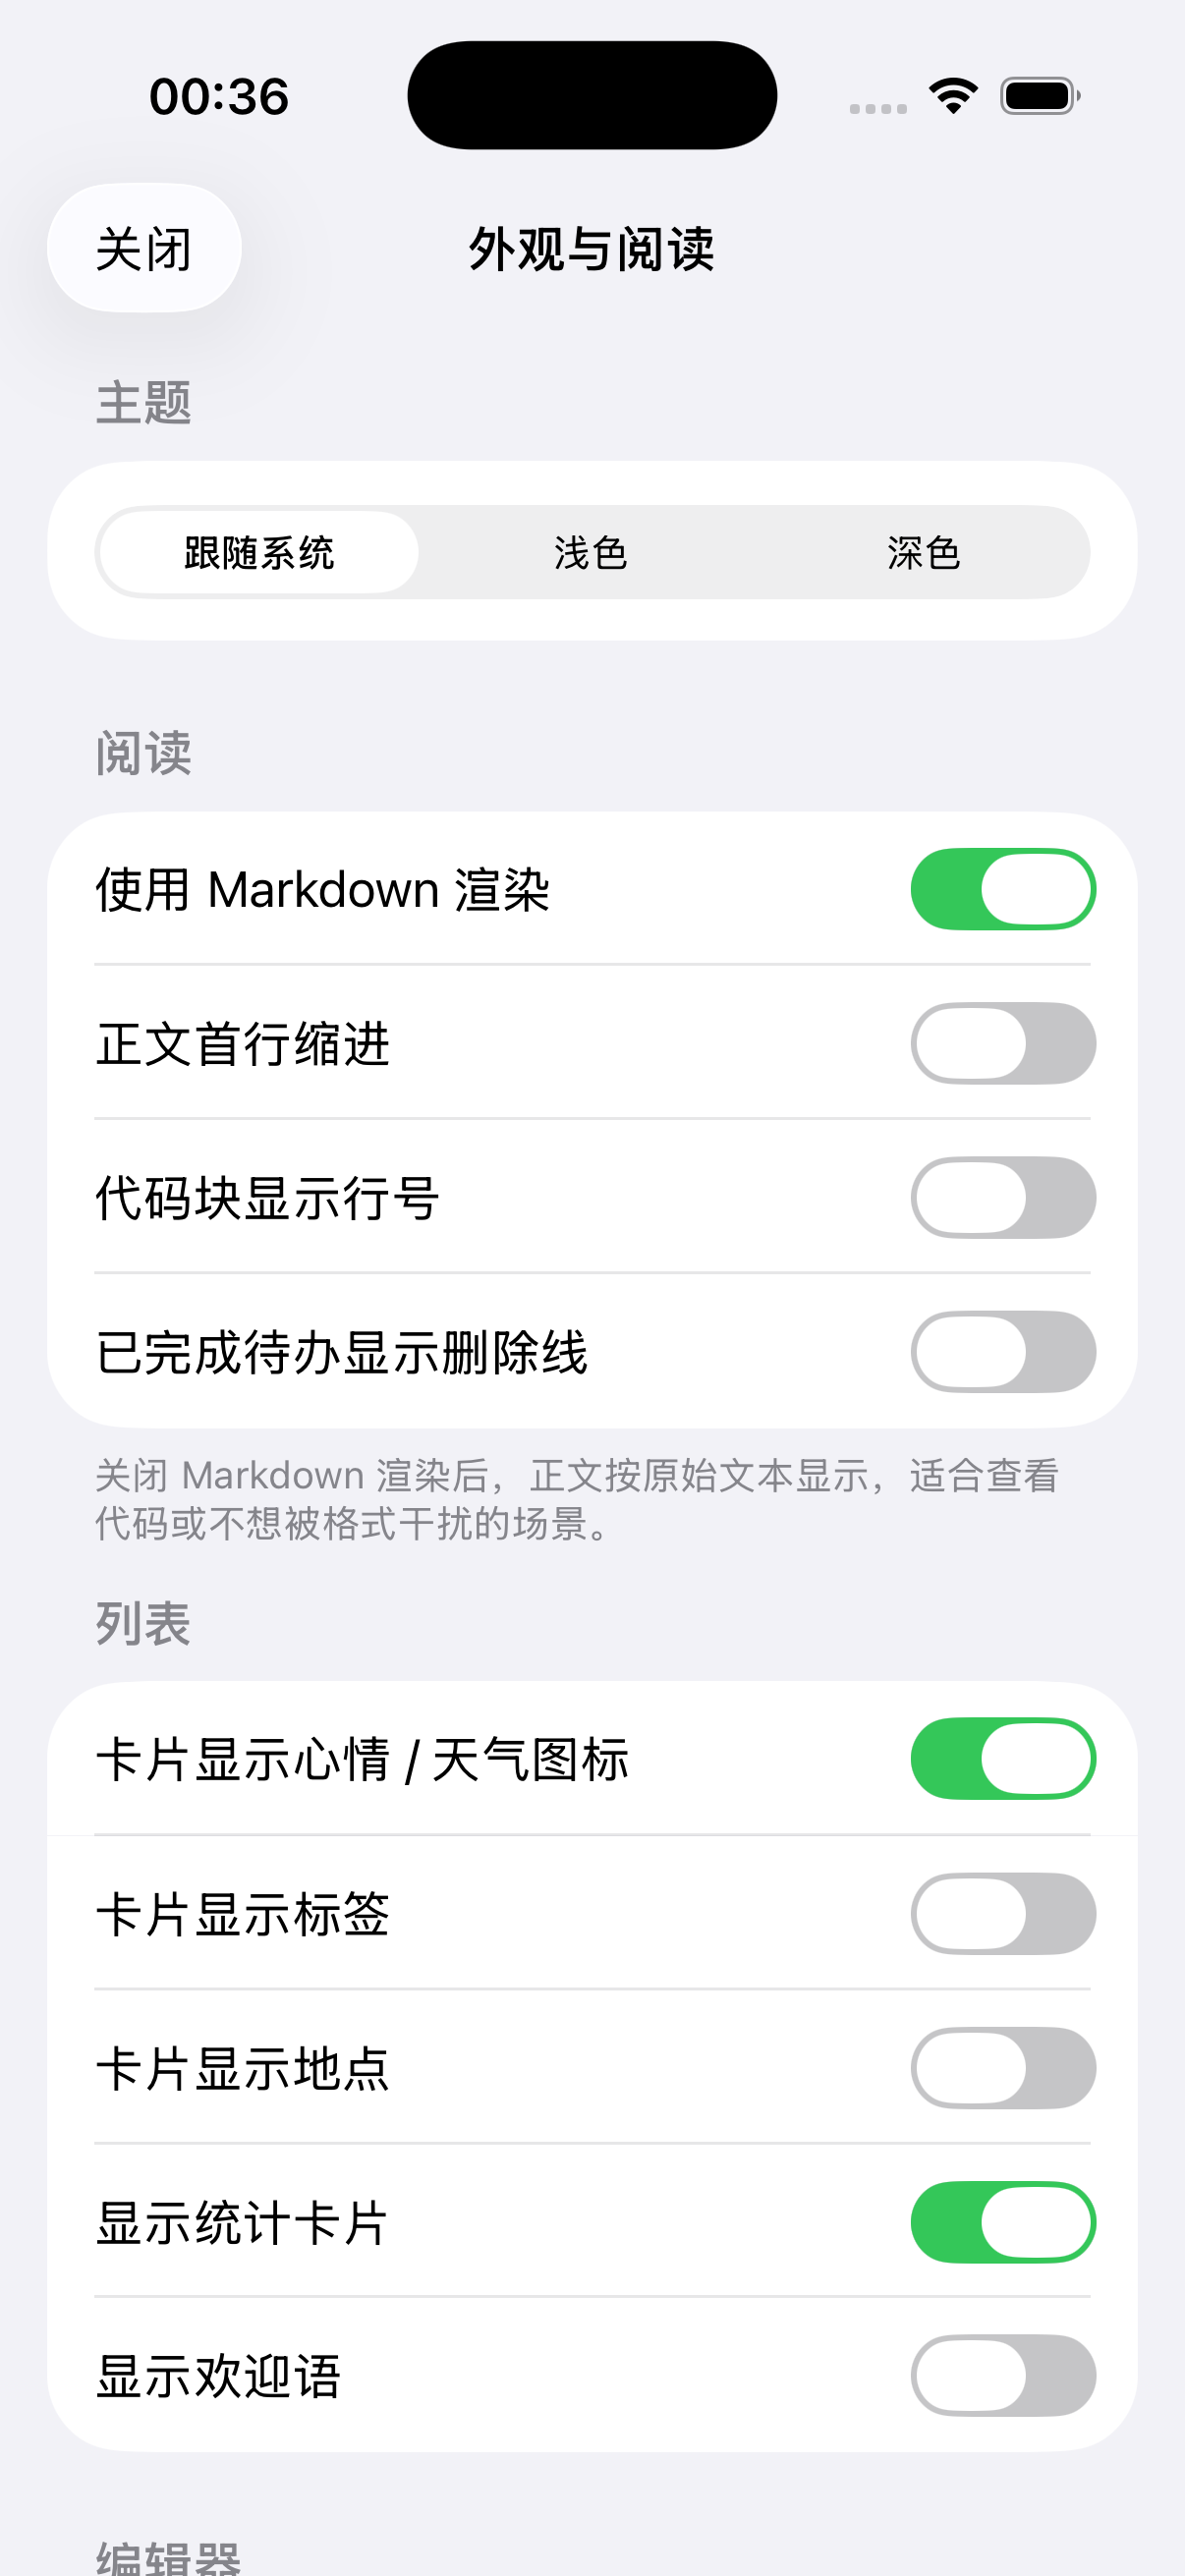 00:36
关闭
外观与阅读
主题
跟随系统
浅色
深色
阅读
使用 Markdown 渲染
正文首行缩进
代码块显示行号
已完成待办显示删除线
关闭 Markdown 渲染后，正文按原始文本显示，适合查看
代码或不想被格式干扰的场景。
列表
卡片显示心情 / 天气图标
卡片显示标签
卡片显示地点
显示统计卡片
显示欢迎语
编辑器